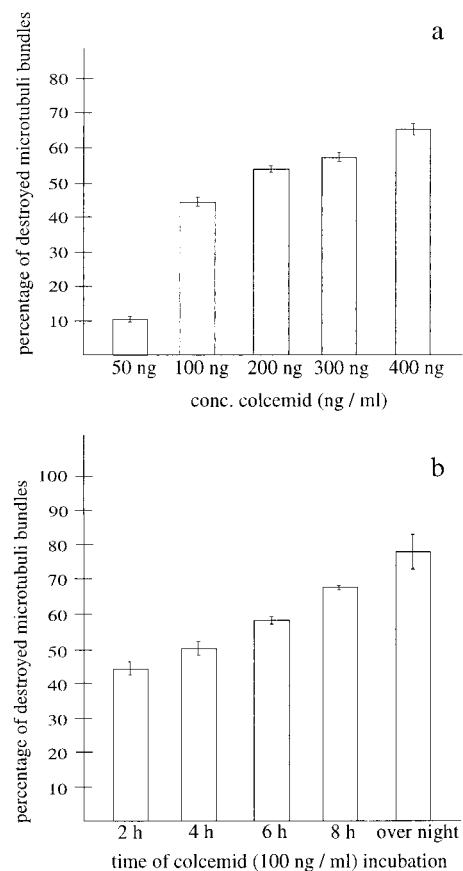 a
percentage of destroyed microtubuli bundles
80
70
60
50
40
30
20
10
50 ng 100 ng 200 ng 300 ng 400 ng
conc. colcemid (ng / ml)
b
percentage of destroyed microtubuli bundles
100
90
80
70
60
50
40
30
20
10
2 h 4 h 6 h 8 h over night
time of colcemid (100 ng / ml) incubation